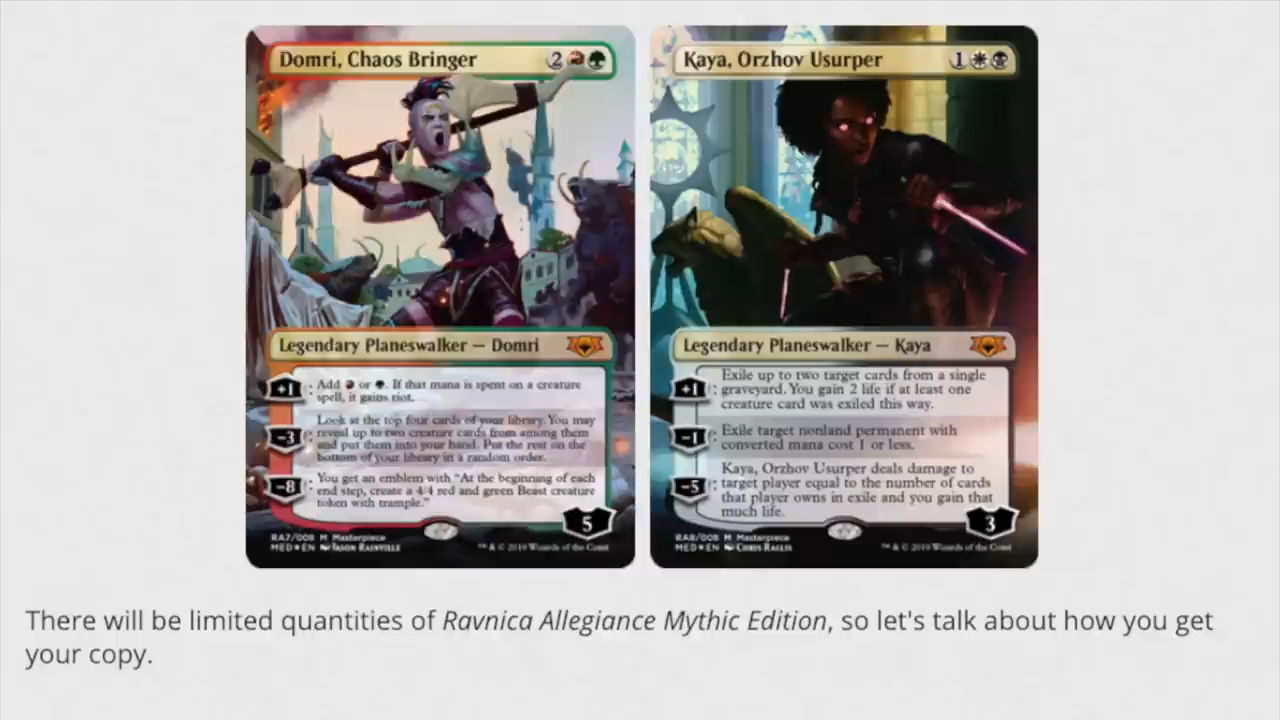 Domri, Chaos Bringer 2
Legendary Planeswalker — Domri
+1: Add or . If that mana is spent on a creature
spell, it gains riot.
-3: Look at the top four cards of your library. You may
reveal up to two creature cards from among them
and put them into your hand. Put the rest on the
bottom of your library in a random order.
-8: You get an emblem with "At the beginning of each
end step, create a 4/4 red and green Beast creature
token with trample."
5
RA7/008 M Masterpiece
MED★EN Jason Rainville
™ & © 2019 Wizards of the Coast
Kaya, Orzhov Usurper 1
Legendary Planeswalker — Kaya
+1: Exile up to two target cards from a single
graveyard. You gain 2 life if at least one
creature card was exiled this way.
-1: Exile target nonland permanent with
converted mana cost 1 or less.
-5: Kaya, Orzhov Usurper deals damage to
target player equal to the number of cards
that player owns in exile and you gain that
much life.
3
RA8/008 M Masterpiece
MED★EN Chris Rallis
™ & © 2019 Wizards of the Coast
There will be limited quantities of Ravnica Allegiance Mythic Edition, so let's talk about how you get
your copy.